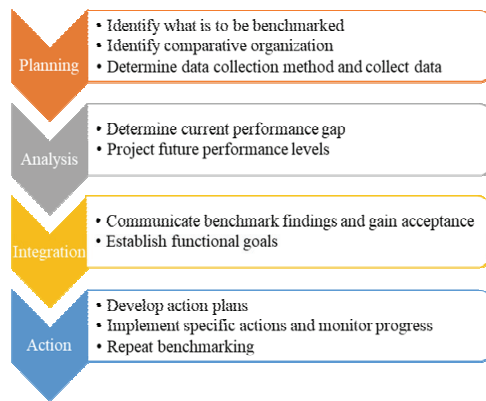 Planning
• Identify what is to be benchmarked
• Identify comparative organization
• Determine data collection method and collect data
Analysis
• Determine current performance gap
• Project future performance levels
Integration
• Communicate benchmark findings and gain acceptance
• Establish functional goals
Action
• Develop action plans
• Implement specific actions and monitor progress
• Repeat benchmarking